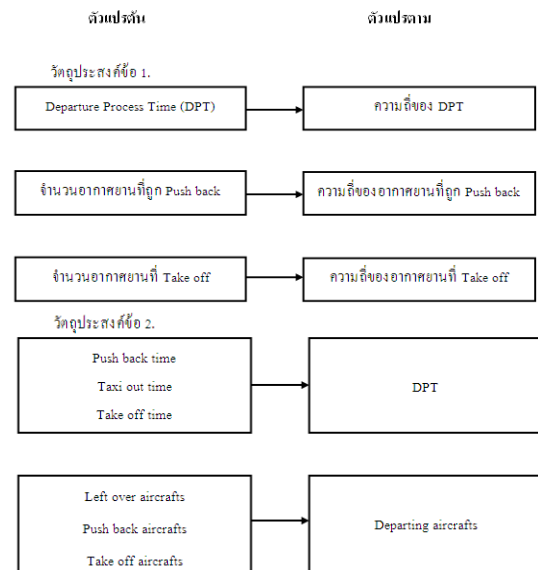 ตัวแปรต้น ตัวแปรตาม
วัตถุประสงค์ข้อ 1.
Departure Process Time (DPT) ความถี่ของ DPT
จำนวนอากาศยานที่ถูก Push back ความถี่ของอากาศยานที่ถูก Push back
จำนวนอากาศยานที่ Take off ความถี่ของอากาศยานที่ Take off
วัตถุประสงค์ข้อ 2.
Push back time
Taxi out time
Take off time
DPT
Left over aircrafts
Push back aircrafts
Take off aircrafts
Departing aircrafts